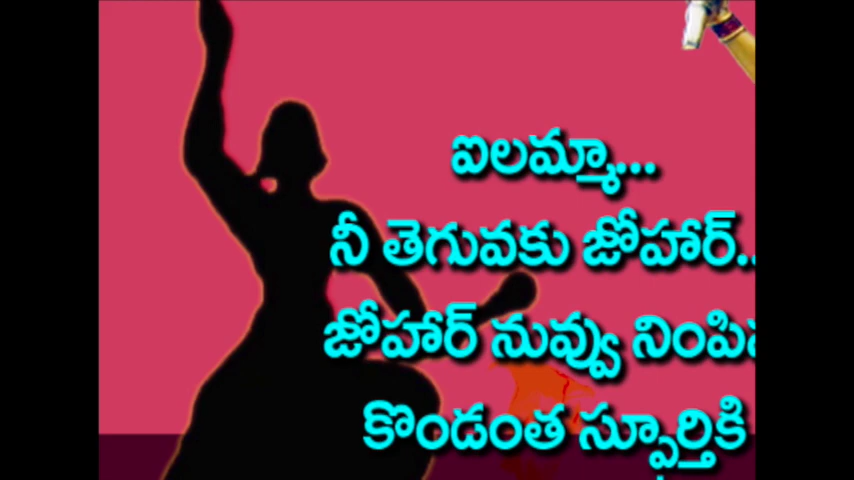 ఐలమ్మా...
నీ తెగువకు జోహార్..
జోహార్ నువ్వు
కొండంత స్ఫూర్తికి